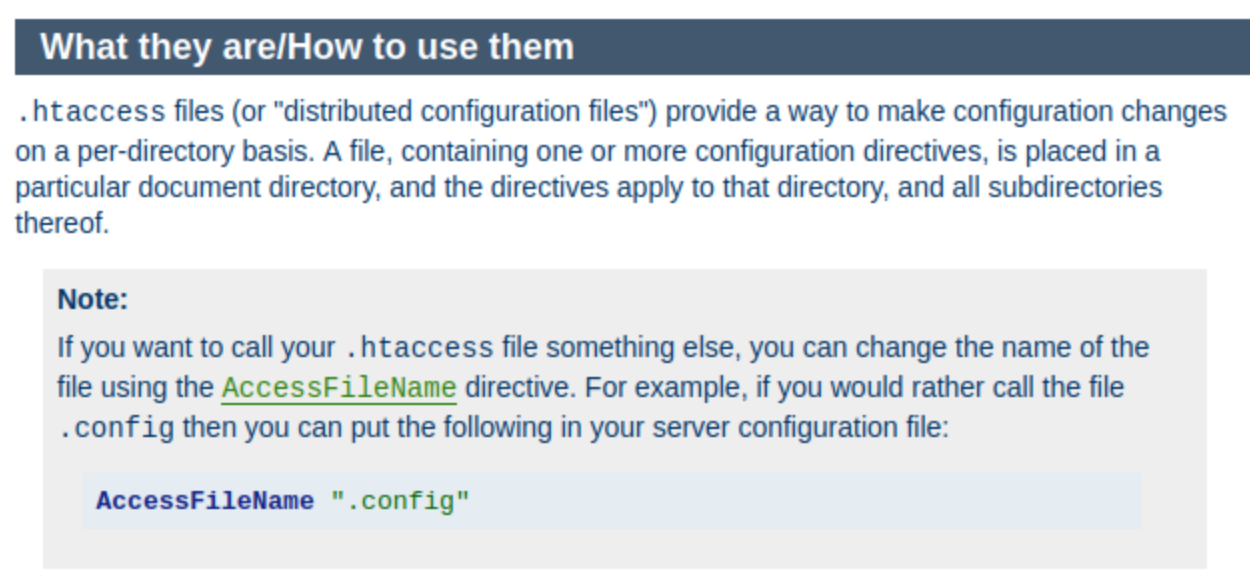 What they are/How to use them
.htaccess files (or "distributed configuration files") provide a way to make configuration changes
on a per-directory basis. A file, containing one or more configuration directives, is placed in a
particular document directory, and the directives apply to that directory, and all subdirectories
thereof.
Note:
If you want to call your .htaccess file something else, you can change the name of the
file using the AccessFileName directive. For example, if you would rather call the file
.config then you can put the following in your server configuration file:
AccessFileName ".config"